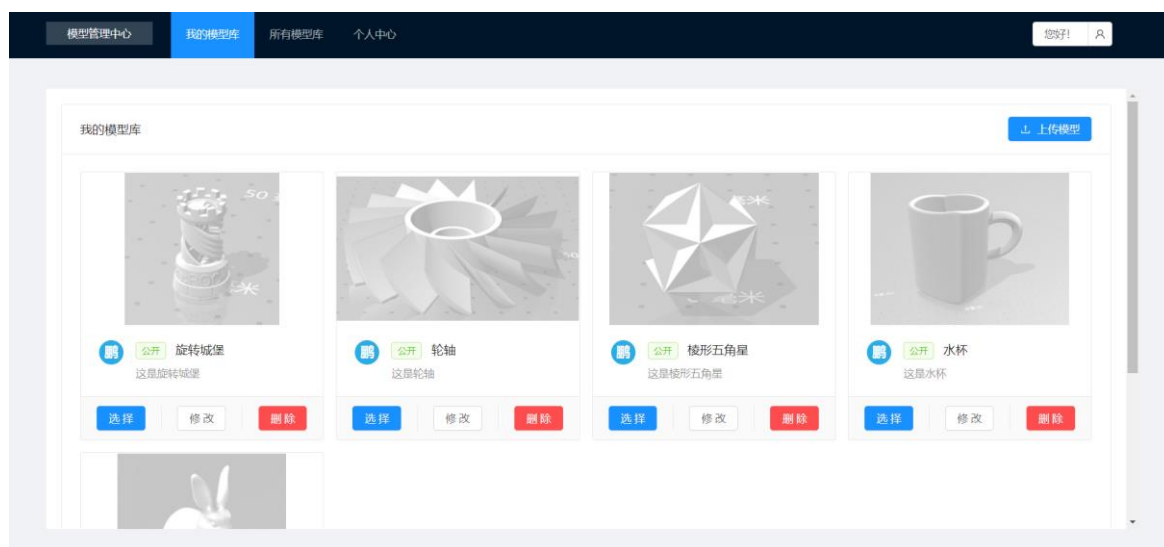 模型管理中心 我的模型库 所有模型库 个人中心 您好!
我的模型库 上传模型
50
毫米
50
鹏 公开 旋转城堡
这是旋转城堡
鹏 公开 轮轴
这是轮轴
鹏 公开 棱形五角星
这是棱形五角星
鹏 公开 水杯
这是水杯
选择 修改 删除 选择 修改 删除 选择 修改 删除 选择 修改 删除